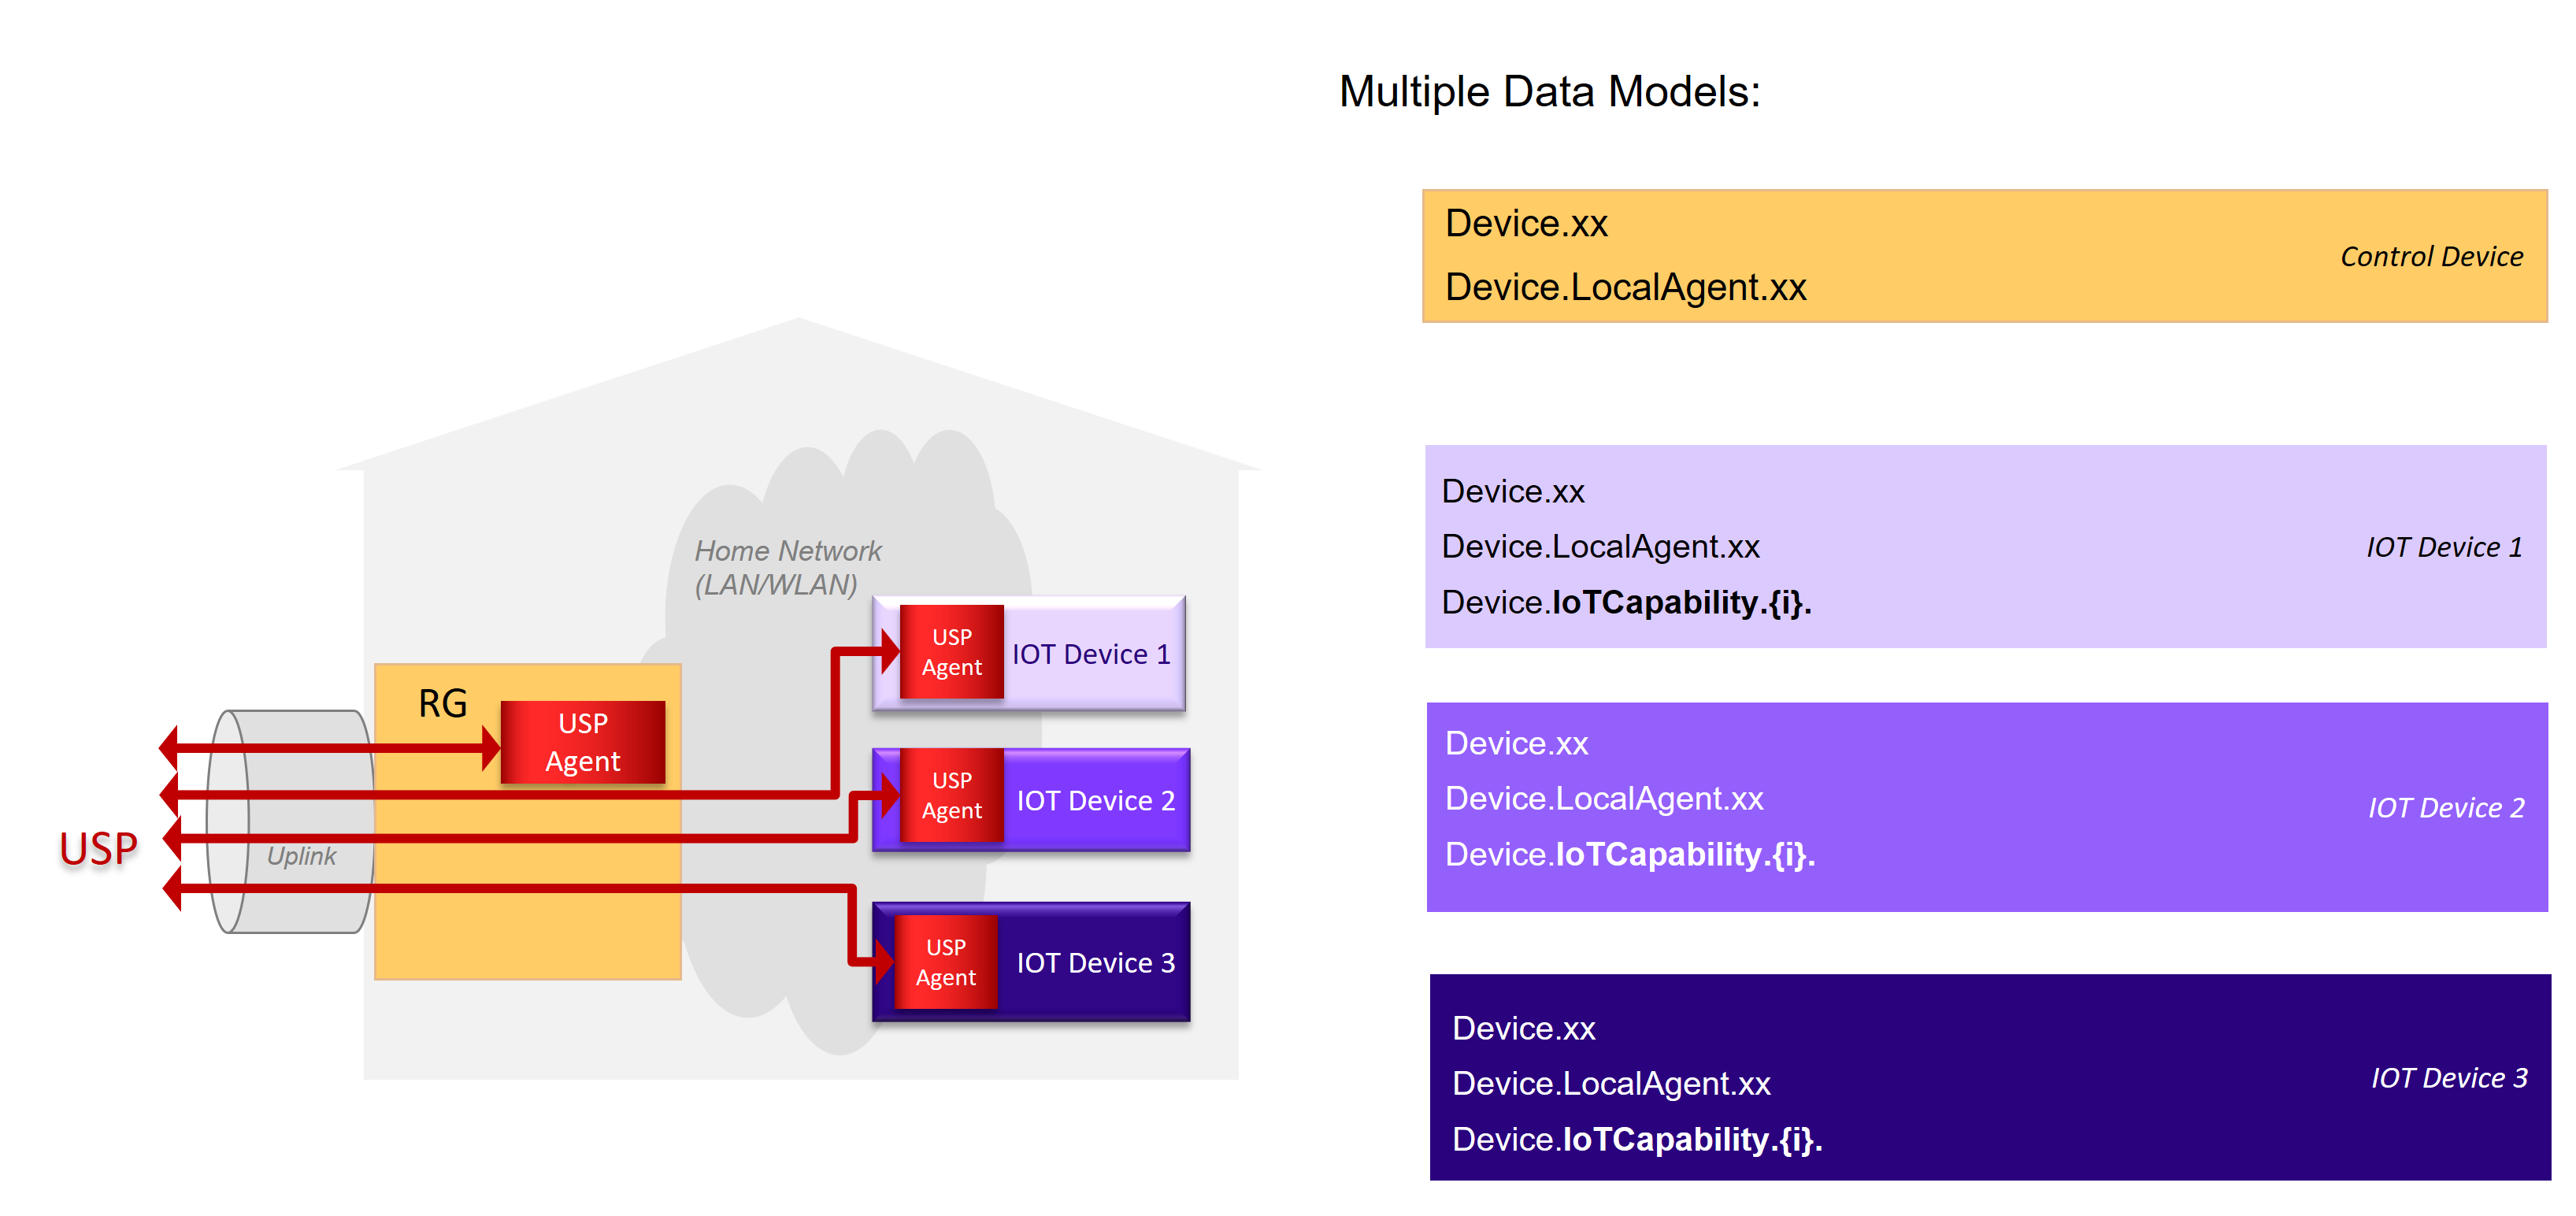 Multiple Data Models:
Device.xx
Device.LocalAgent.xx
Control Device
Device.xx
Device.LocalAgent.xx
Device.IoTCapability.{i}.
IOT Device 1
Device.xx
Device.LocalAgent.xx
Device.IoTCapability.{i}.
IOT Device 2
Device.xx
Device.LocalAgent.xx
Device.IoTCapability.{i}.
IOT Device 3
Home Network
(LAN/WLAN)
USP
Agent
IOT Device 1
RG
USP
Agent
USP
Agent
IOT Device 2
USP
Uplink
USP
Agent
IOT Device 3